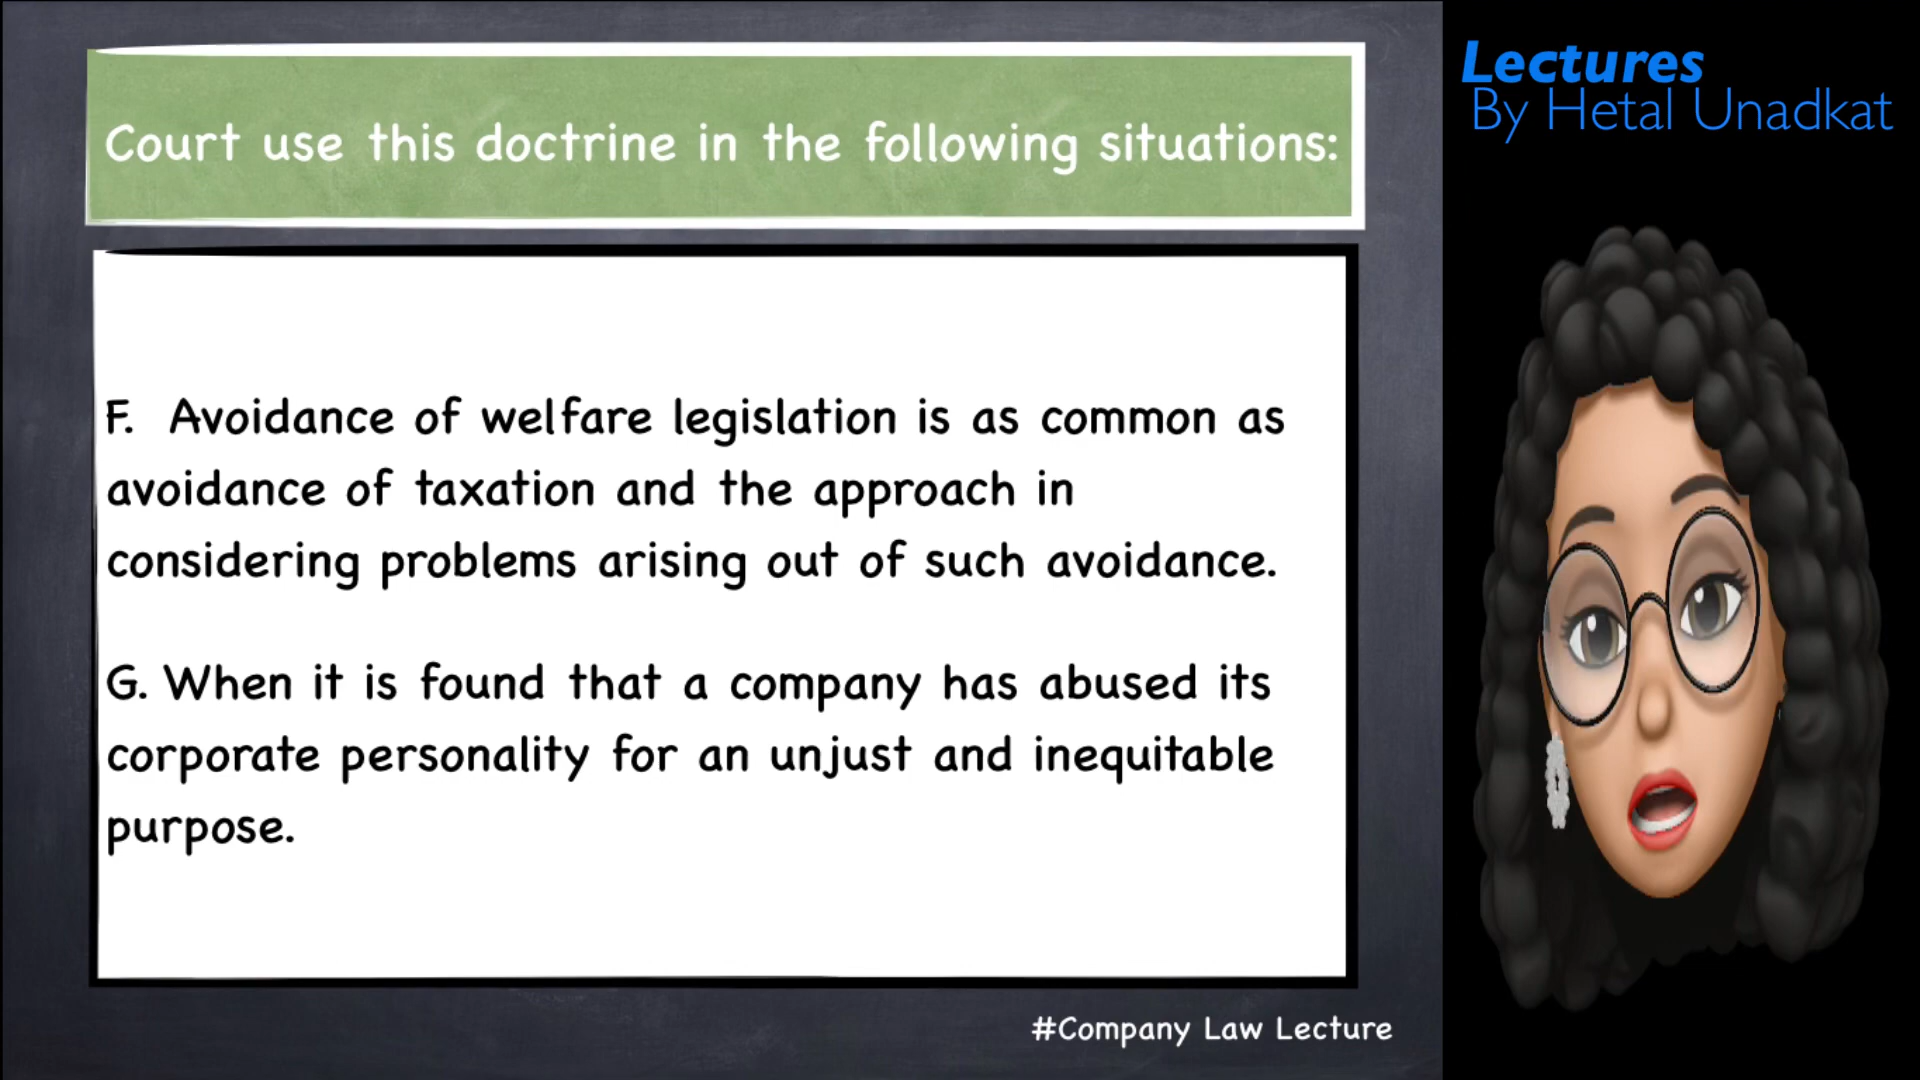 Court use this doctrine in the following situations:
F. Avoidance of welfare legislation is as common as
avoidance of taxation and the approach in
considering problems arising out of such avoidance.
G. When it is found that a company has abused its
corporate personality for an unjust and inequitable
purpose.
#Company Law Lecture
Lectures
By Hetal Unadkat